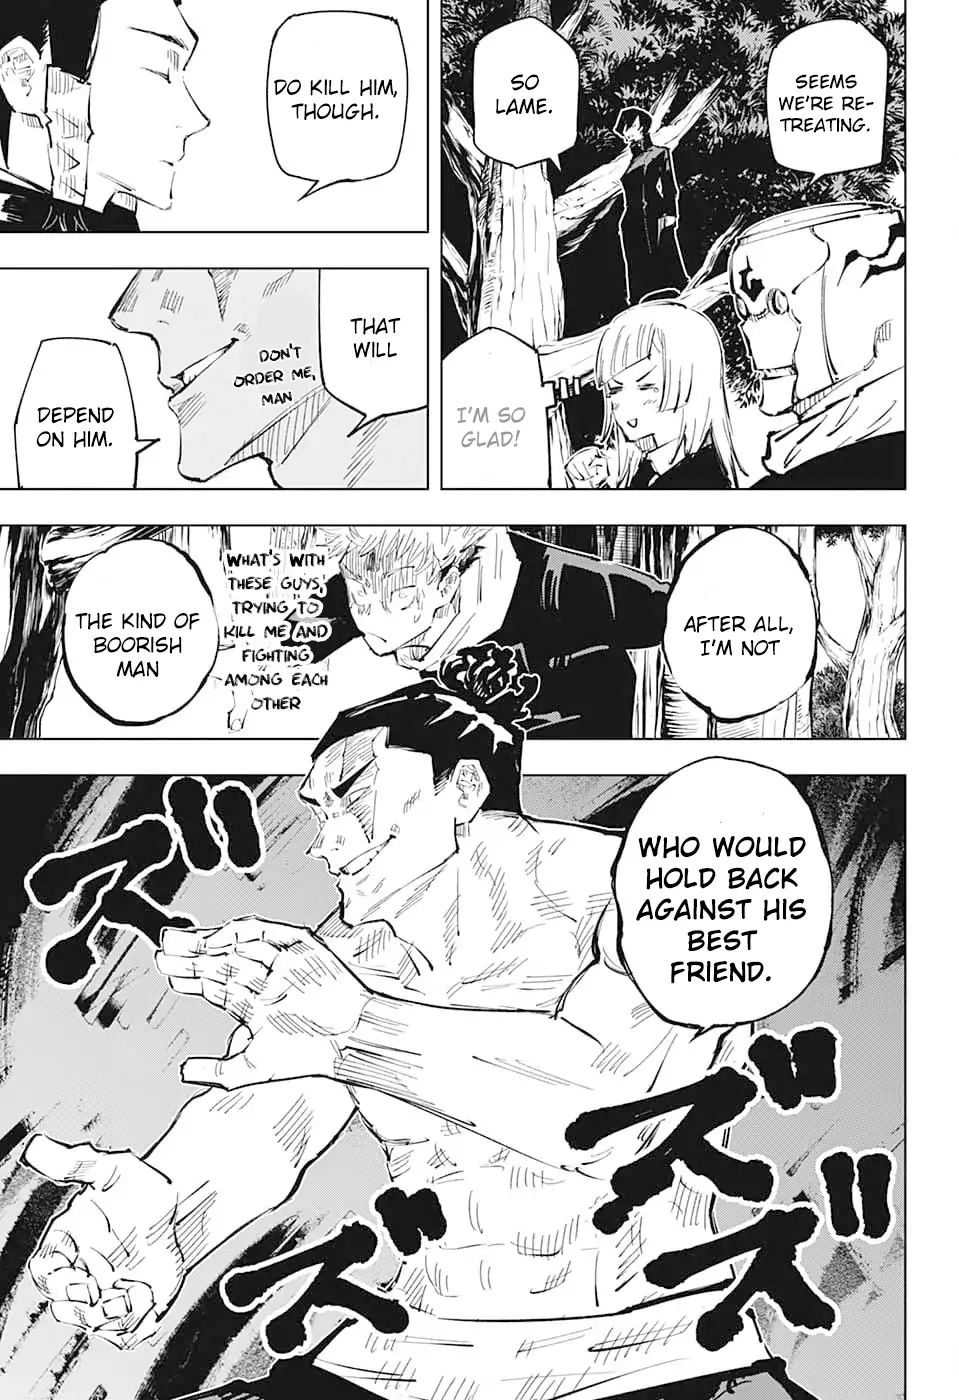 SEEMS
WE'RE RE-
TREATING.
SO
LAME.
I'M SO
GLAD!
DO KILL HIM,
THOUGH.
THAT
WILL
DON'T
ORDER ME,
MAN
DEPEND
ON HIM.
AFTER ALL,
I'M NOT
WHAT'S WITH
THESE GUYS,
TRYING TO
KILL ME AND
FIGHTING
AMONG EACH
OTHER
THE KIND OF
BOORISH
MAN
WHO WOULD
HOLD BACK
AGAINST HIS
BEST
FRIEND.
ズズ
ズズ
ズズ